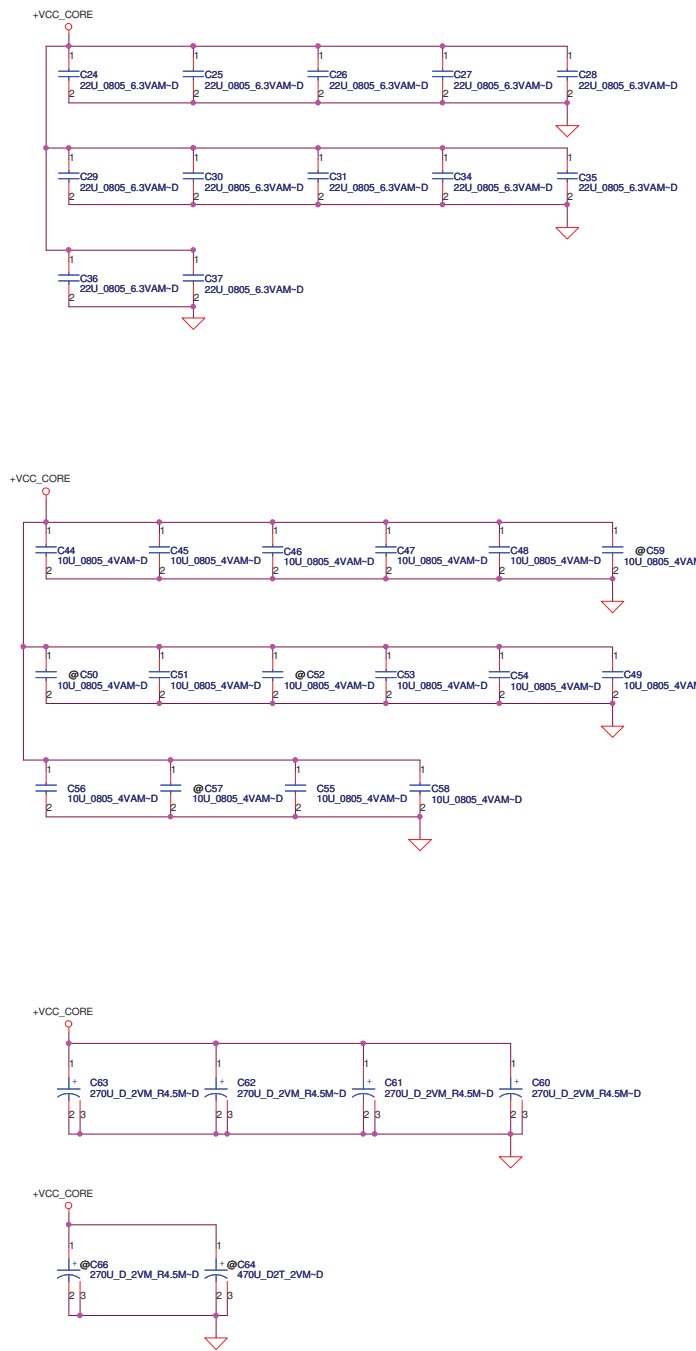 +VCC_CORE
1 1 1 1 1
C24 C25 C26 C27 C28
22U_0805_6.3VAM~D 22U_0805_6.3VAM~D 22U_0805_6.3VAM~D 22U_0805_6.3VAM~D 22U_0805_6.3VAM~D
2 2 2 2 2
1 1 1 1 1
C29 C30 C31 C34 C35
22U_0805_6.3VAM~D 22U_0805_6.3VAM~D 22U_0805_6.3VAM~D 22U_0805_6.3VAM~D 22U_0805_6.3VAM~D
2 2 2 2 2
1 1
C36 C37
22U_0805_6.3VAM~D 22U_0805_6.3VAM~D
2 2
+VCC_CORE
1 1 1 1 1 1
C44 C45 C46 C47 C48 @C59
10U_0805_4VAM~D 10U_0805_4VAM~D 10U_0805_4VAM~D 10U_0805_4VAM~D 10U_0805_4VAM~D 10U_0805_4VAM
2 2 2 2 2 2
1 1 1 1 1 1
@C50 C51 @C52 C53 C54 C49
10U_0805_4VAM~D 10U_0805_4VAM~D 10U_0805_4VAM~D 10U_0805_4VAM~D 10U_0805_4VAM~D 10U_0805_4VAM
2 2 2 2 2 2
1 1 1 1
C56 @C57 C55 C58
10U_0805_4VAM~D 10U_0805_4VAM~D 10U_0805_4VAM~D 10U_0805_4VAM~D
2 2 2 2
+VCC_CORE
1 1 1 1
+ C63 + C62 + C61 + C60
270U_D_2VM_R4.5M~D 270U_D_2VM_R4.5M~D 270U_D_2VM_R4.5M~D 270U_D_2VM_R4.5M~D
2 3 2 3 2 3 2 3
+VCC_CORE
1 1
+ @C66 + @C64
270U_D_2VM_R4.5M~D 470U_D2T_2VM~D
2 3 2 3